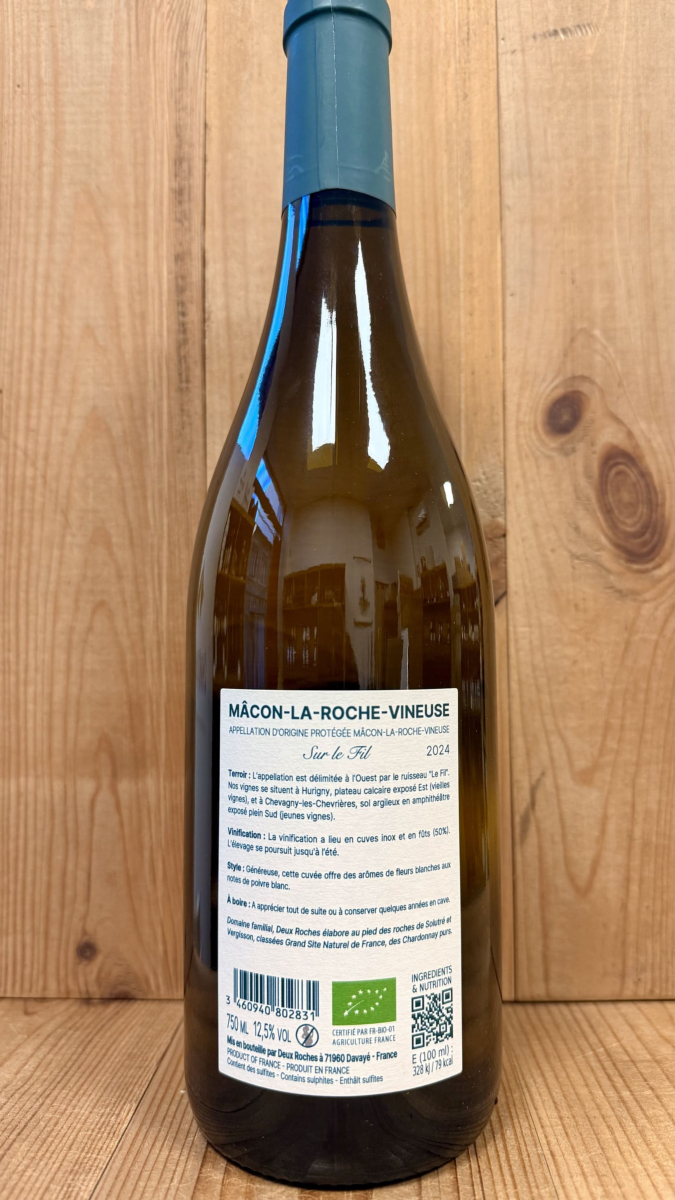 MÂCON-LA-ROCHE-VINEUSE
APPELLATION D'ORIGINE PROTÉGÉE MÂCON-LA-ROCHE-VINEUSE
Sur le Fil
2024
Terroir : L'appellation est délimitée à l'Ouest par le ruisseau "Le Fil".
Nos vignes se situent à Hurigny, plateau calcaire exposé Est (vieilles
vignes), et à Chevagny-les-Chevrières, sol argileux en amphithéâtre
exposé plein Sud (jeunes vignes).
Vinification : La vinification a lieu en cuves inox et en fûts (50%).
L'élevage se poursuit jusqu'à l'été.
Style : Généreuse, cette cuvée offre des arômes de fleurs blanches aux
notes de poivre blanc.
À boire : A apprécier tout de suite ou à conserver quelques années en cave.
Domaine familial, Deux Roches élabore au pied des roches de Solutré et
Vergisson, classées Grand Site Naturel de France, des Chardonnay purs.
3 460940 802831
750 ML 12,5% VOL
CERTIFIÉ PAR FR-BIO-01
AGRICULTURE FRANCE
INGREDIENTS
& NUTRITION
E (100 ml) :
328 kJ / 79 kcal
Mis en bouteille par Deux Roches à 71960 Davayé - France
PRODUCT OF FRANCE - PRODUIT EN FRANCE
Contient des sulfites - Contains sulphites - Enthält sulfites